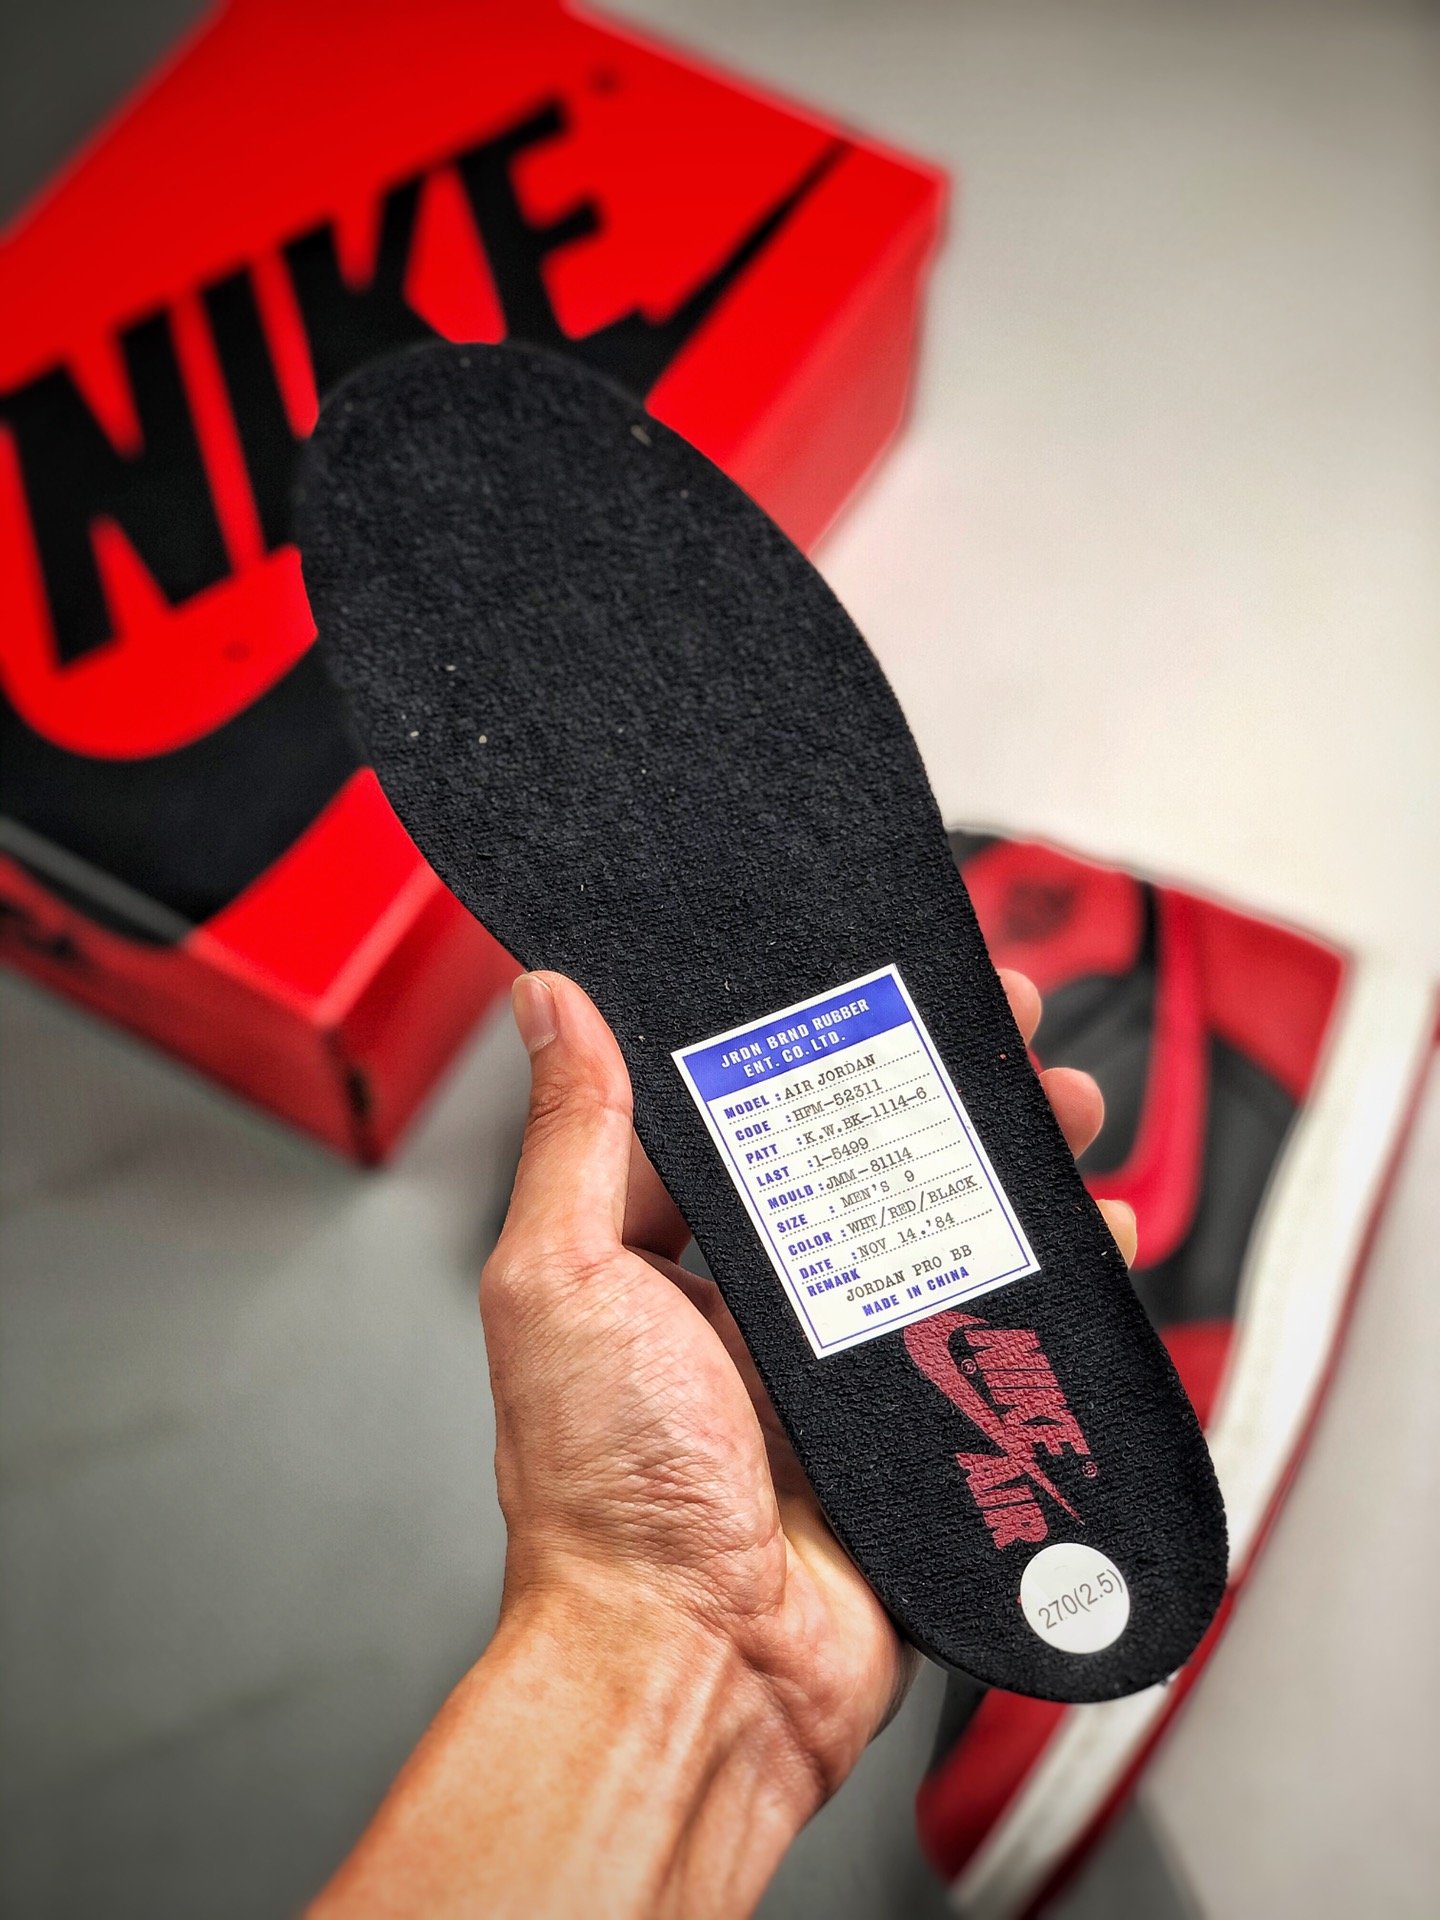 NIKE
JRDN BRND RUBBER
ENT. CO. LTD.
MODEL : AIR JORDAN
CODE : HFM-52311
PATT : K.W.BK-1114-6
LAST : 1-5499
MOULD : JMM-81114
SIZE : MEN'S 9
COLOR : WHT/RED/BLACK
DATE : NOV 14.'84
REMARK
JORDAN PRO BB
MADE IN CHINA
NIKE®
AIR
®
270(2.5)